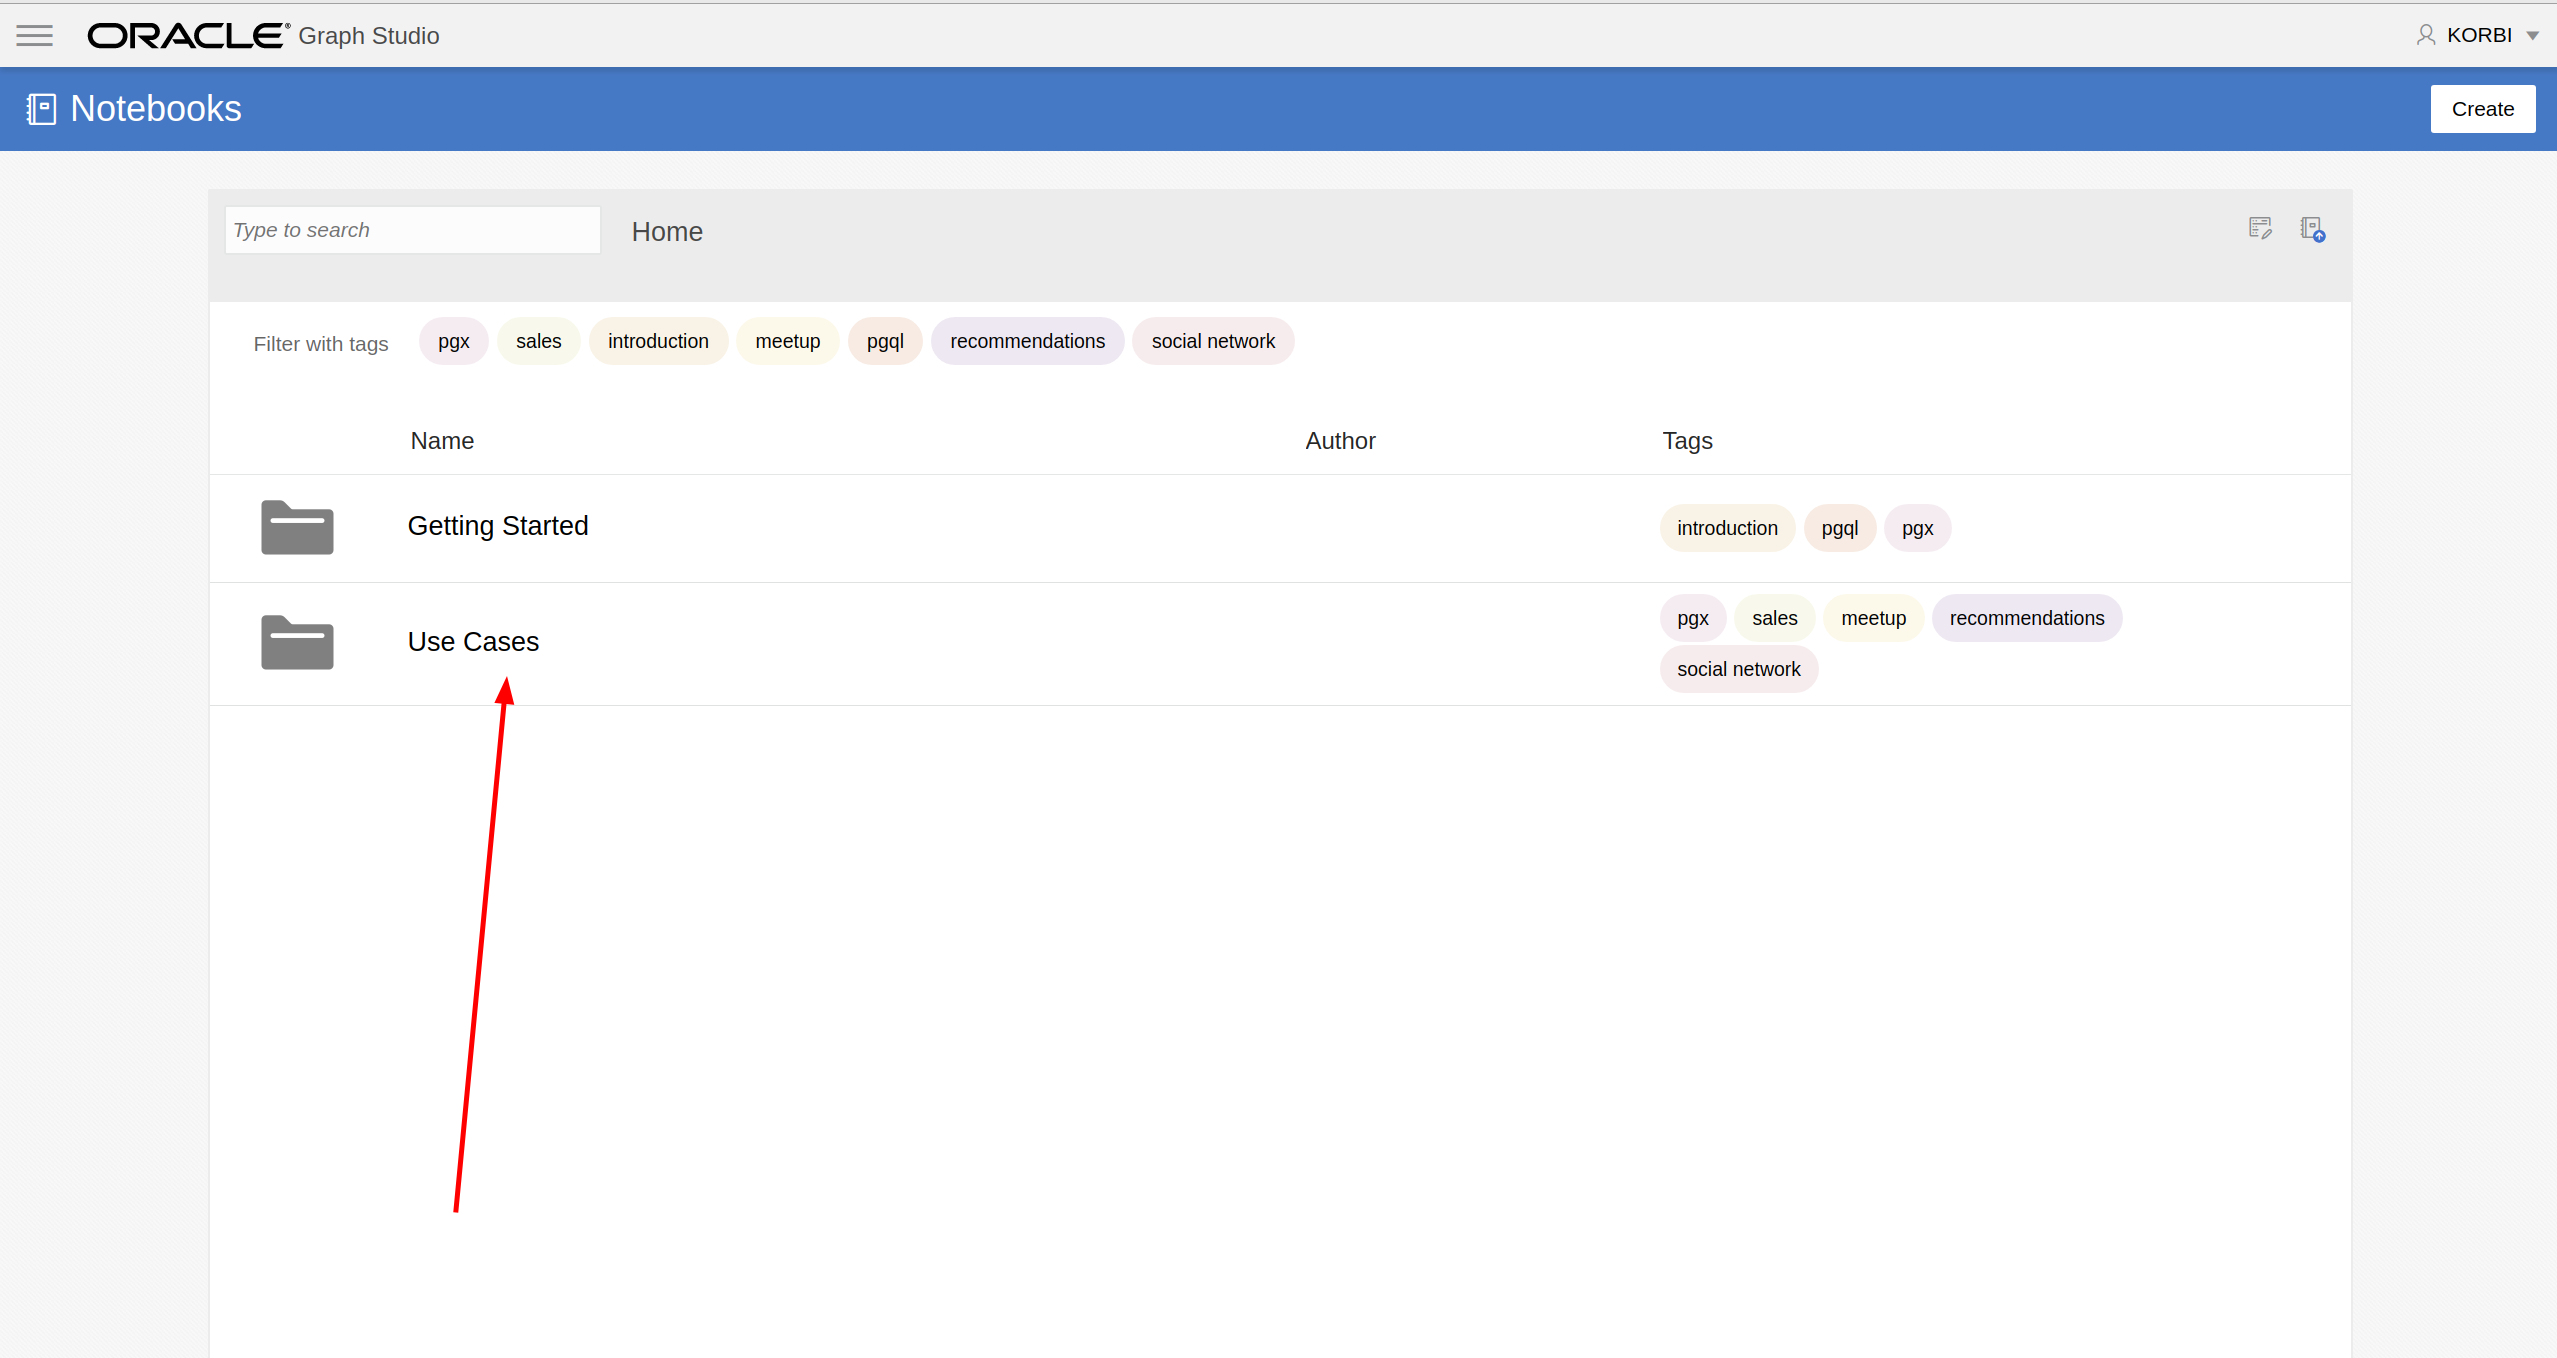 ORACLE® Graph Studio
KORBI
Notebooks
Create
Type to search
Home
Filter with tags
pgx sales introduction meetup pgql recommendations social network
Name Author Tags
Getting Started introduction pgql pgx
Use Cases pgx sales meetup recommendations
social network